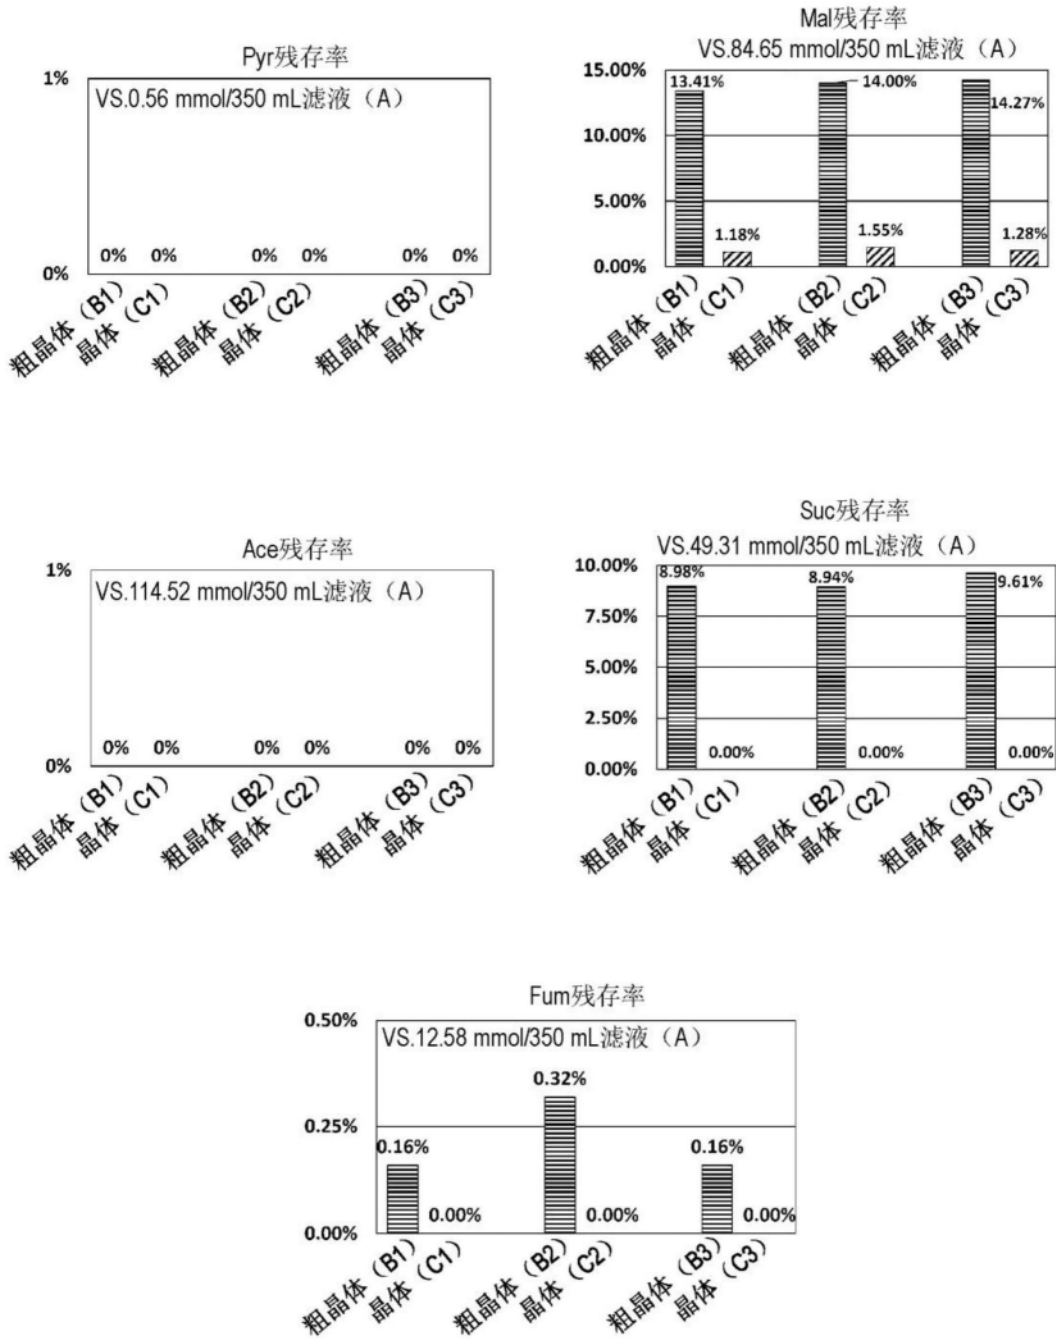 Pyr残存率
1%
VS.0.56 mmol/350 mL滤液（A）
0% 0% 0% 0% 0% 0%
0%
粗晶体（B1）
晶体（C1）
粗晶体（B2）
晶体（C2）
粗晶体（B3）
晶体（C3）
Mal残存率
VS.84.65 mmol/350 mL滤液（A）
15.00%
13.41%
14.00%
14.27%
10.00%
5.00%
1.18%
1.55%
1.28%
0.00%
粗晶体（B1）
晶体（C1）
粗晶体（B2）
晶体（C2）
粗晶体（B3）
晶体（C3）
Ace残存率
1%
VS.114.52 mmol/350 mL滤液（A）
0% 0% 0% 0% 0% 0%
0%
粗晶体（B1）
晶体（C1）
粗晶体（B2）
晶体（C2）
粗晶体（B3）
晶体（C3）
Suc残存率
VS.49.31 mmol/350 mL滤液（A）
10.00%
8.98%
8.94%
9.61%
7.50%
5.00%
2.50%
0.00% 0.00% 0.00%
0.00%
粗晶体（B1）
晶体（C1）
粗晶体（B2）
晶体（C2）
粗晶体（B3）
晶体（C3）
Fum残存率
0.50%
VS.12.58 mmol/350 mL滤液（A）
0.32%
0.25%
0.16% 0.16%
0.00% 0.00% 0.00%
0.00%
粗晶体（B1）
晶体（C1）
粗晶体（B2）
晶体（C2）
粗晶体（B3）
晶体（C3）